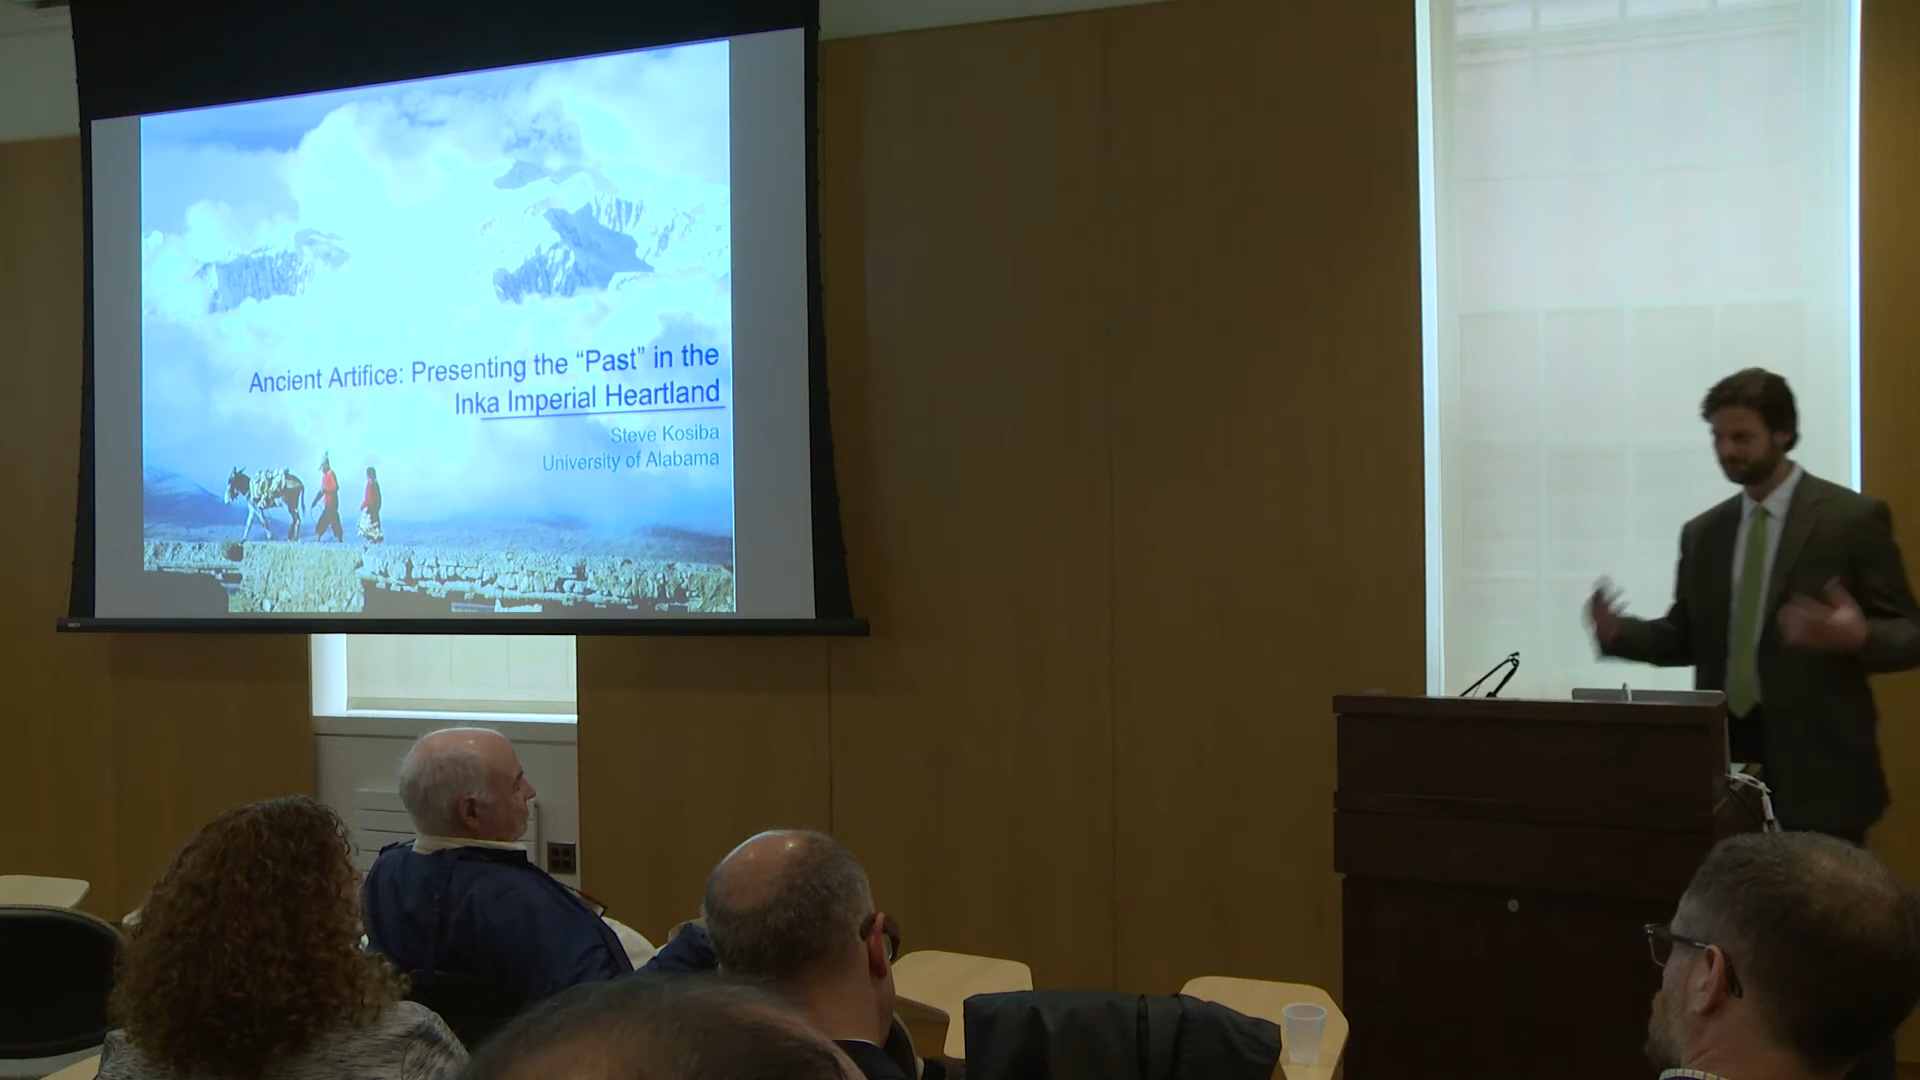 Ancient Artifice: Presenting the “Past” in the
Inka Imperial Heartland
Steve Kosiba
University of Alabama